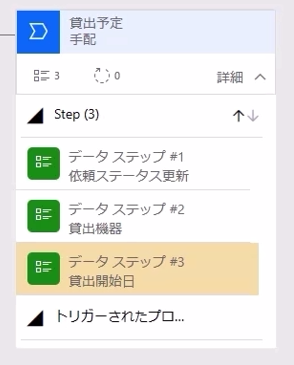 貸出予定
手配
3 0 詳細
Step (3)
データ ステップ #1
依頼ステータス更新
データ ステップ #2
貸出機器
データ ステップ #3
貸出開始日
トリガーされたプロ...